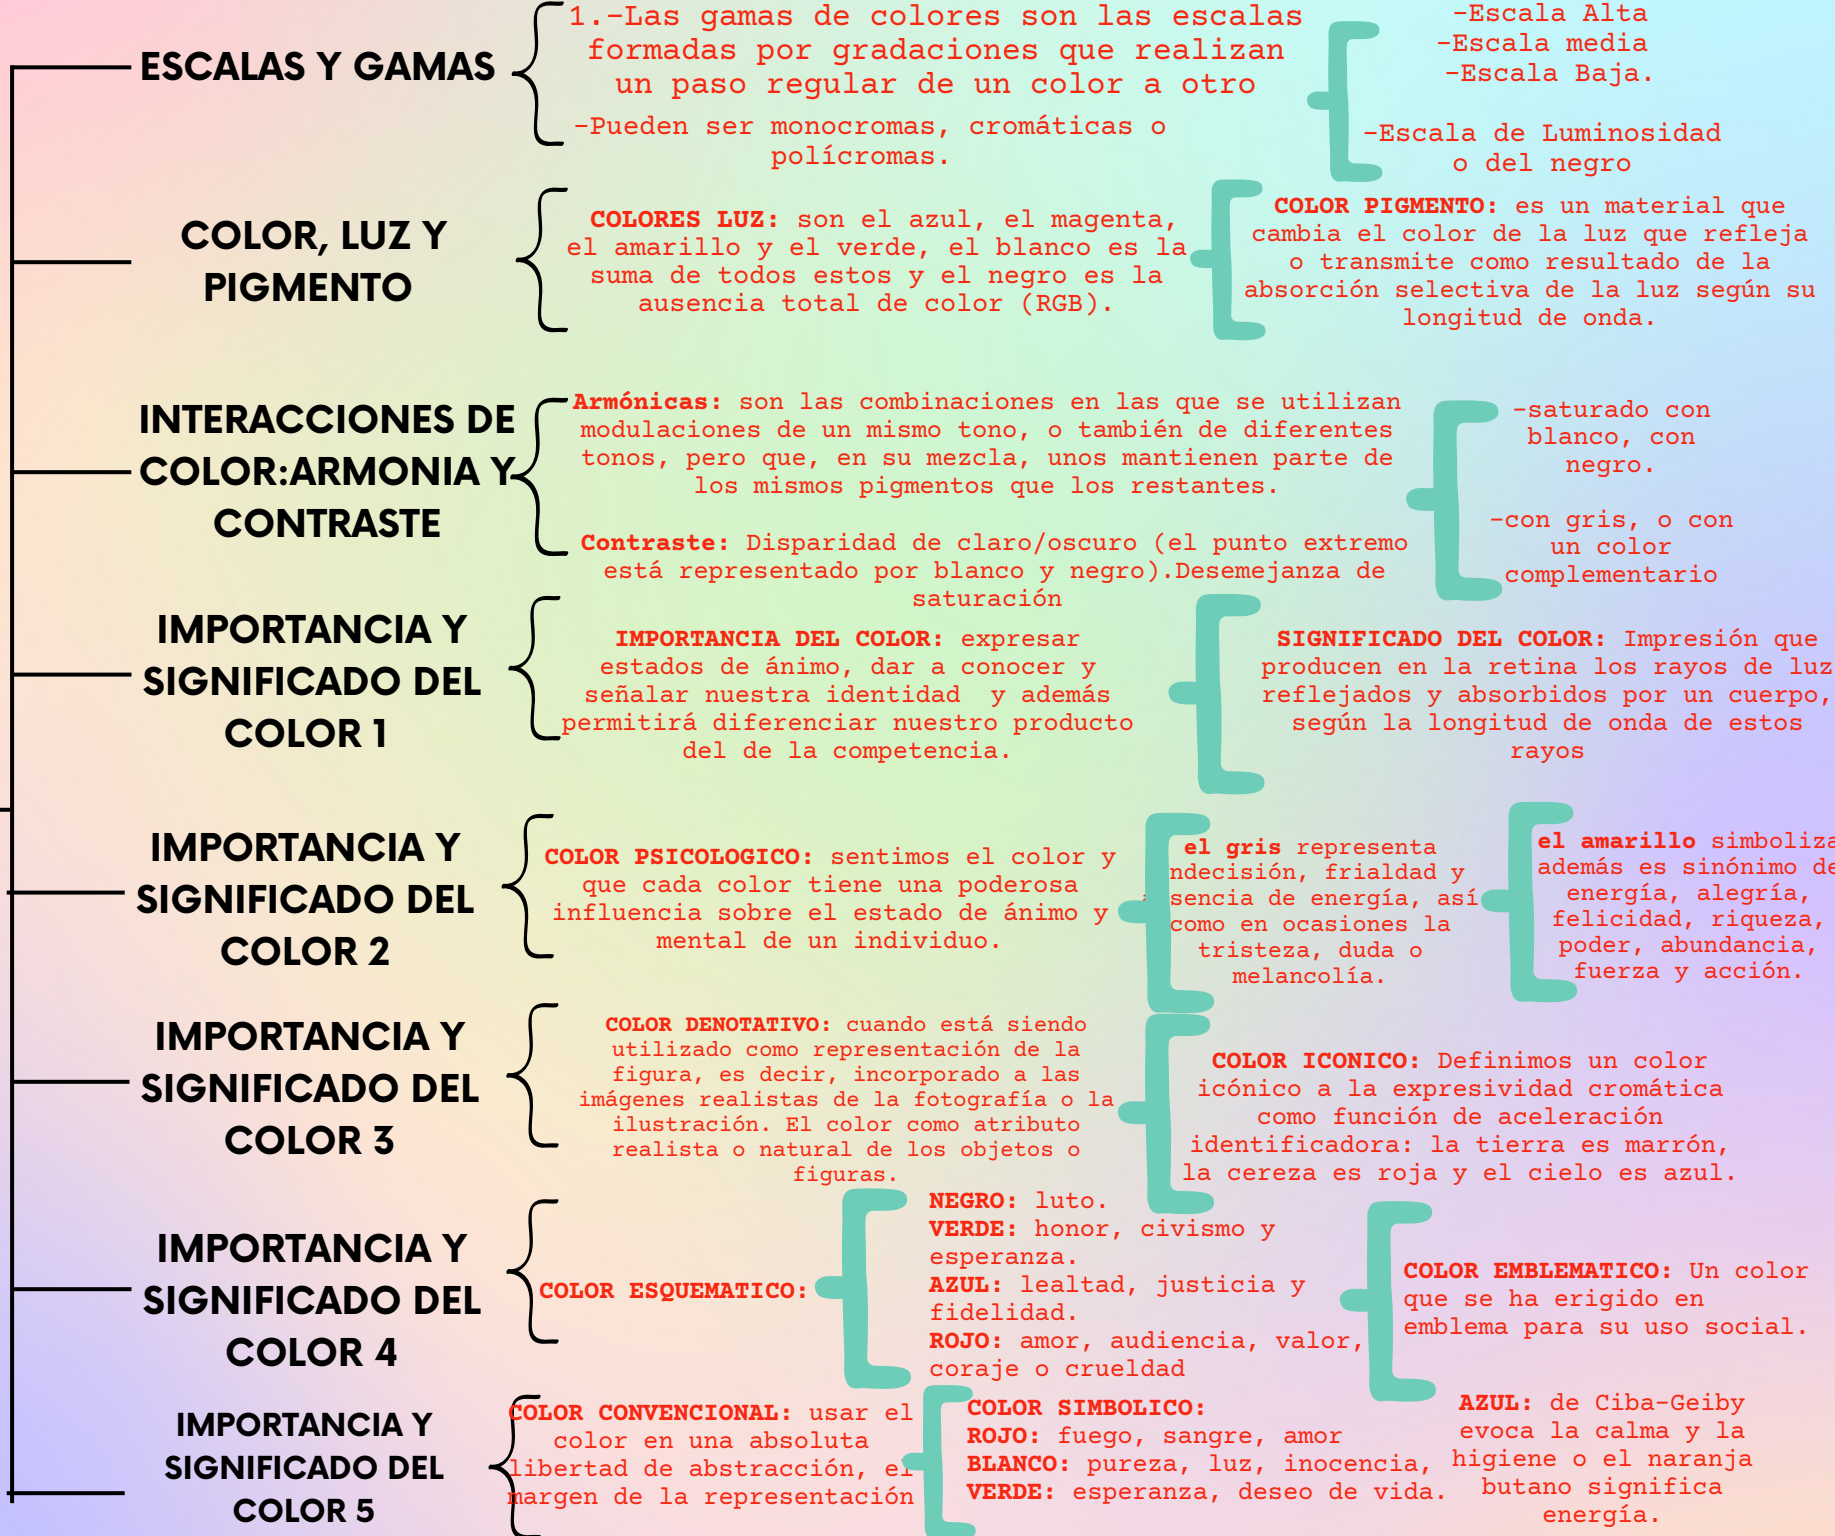 ESCALAS Y GAMAS
1.-Las gamas de colores son las escalas
formadas por gradaciones que realizan
un paso regular de un color a otro
-Pueden ser monocromas, cromáticas o
polícromas.
-Escala Alta
-Escala media
-Escala Baja.
-Escala de Luminosidad
o del negro
COLOR, LUZ Y
PIGMENTO
COLORES LUZ: son el azul, el magenta,
el amarillo y el verde, el blanco es la
suma de todos estos y el negro es la
ausencia total de color (RGB).
COLOR PIGMENTO: es un material que
cambia el color de la luz que refleja
o transmite como resultado de la
absorción selectiva de la luz según su
longitud de onda.
INTERACCIONES DE
COLOR:ARMONIA Y
CONTRASTE
Armónicas: son las combinaciones en las que se utilizan
modulaciones de un mismo tono, o también de diferentes
tonos, pero que, en su mezcla, unos mantienen parte de
los mismos pigmentos que los restantes.
Contraste: Disparidad de claro/oscuro (el punto extremo
está representado por blanco y negro).Desemejanza de
saturación
-saturado con
blanco, con
negro.
-con gris, o con
un color
complementario
IMPORTANCIA Y
SIGNIFICADO DEL
COLOR 1
IMPORTANCIA DEL COLOR: expresar
estados de ánimo, dar a conocer y
señalar nuestra identidad y además
permitirá diferenciar nuestro producto
del de la competencia.
SIGNIFICADO DEL COLOR: Impresión que
producen en la retina los rayos de luz
reflejados y absorbidos por un cuerpo,
según la longitud de onda de estos
rayos
IMPORTANCIA Y
SIGNIFICADO DEL
COLOR 2
COLOR PSICOLOGICO: sentimos el color y
que cada color tiene una poderosa
influencia sobre el estado de ánimo y
mental de un individuo.
el gris representa
ndecisión, frialdad y
sencia de energía, así
como en ocasiones la
tristeza, duda o
melancolía.
el amarillo simboliza
además es sinónimo de
energía, alegría,
felicidad, riqueza,
poder, abundancia,
fuerza y acción.
IMPORTANCIA Y
SIGNIFICADO DEL
COLOR 3
COLOR DENOTATIVO: cuando está siendo
utilizado como representación de la
figura, es decir, incorporado a las
imágenes realistas de la fotografía o la
ilustración. El color como atributo
realista o natural de los objetos o
figuras.
COLOR ICONICO: Definimos un color
icónico a la expresividad cromática
como función de aceleración
identificadora: la tierra es marrón,
la cereza es roja y el cielo es azul.
IMPORTANCIA Y
SIGNIFICADO DEL
COLOR 4
COLOR ESQUEMATICO:
NEGRO: luto.
VERDE: honor, civismo y
esperanza.
AZUL: lealtad, justicia y
fidelidad.
ROJO: amor, audiencia, valor,
coraje o crueldad
COLOR EMBLEMATICO: Un color
que se ha erigido en
emblema para su uso social.
IMPORTANCIA Y
SIGNIFICADO DEL
COLOR 5
COLOR CONVENCIONAL: usar el
color en una absoluta
libertad de abstracción, el
margen de la representación
COLOR SIMBOLICO:
ROJO: fuego, sangre, amor
BLANCO: pureza, luz, inocencia,
VERDE: esperanza, deseo de vida.
AZUL: de Ciba-Geiby
evoca la calma y la
higiene o el naranja
butano significa
energía.